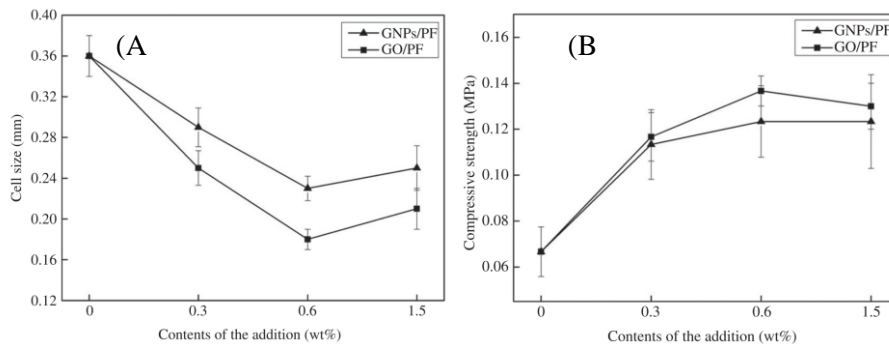 (A
GNPs/PF
GO/PF
0.36
0.32
0.28
0.24
0.20
0.16
0.12
Cell size (mm)
0 0.3 0.6 1.5
Contents of the addition (wt%)
(B
GNPs/PF
GO/PF
0.16
0.14
0.12
0.10
0.08
0.06
Compressive strength (MPa)
0 0.3 0.6 1.5
Contents of the addition (wt%)